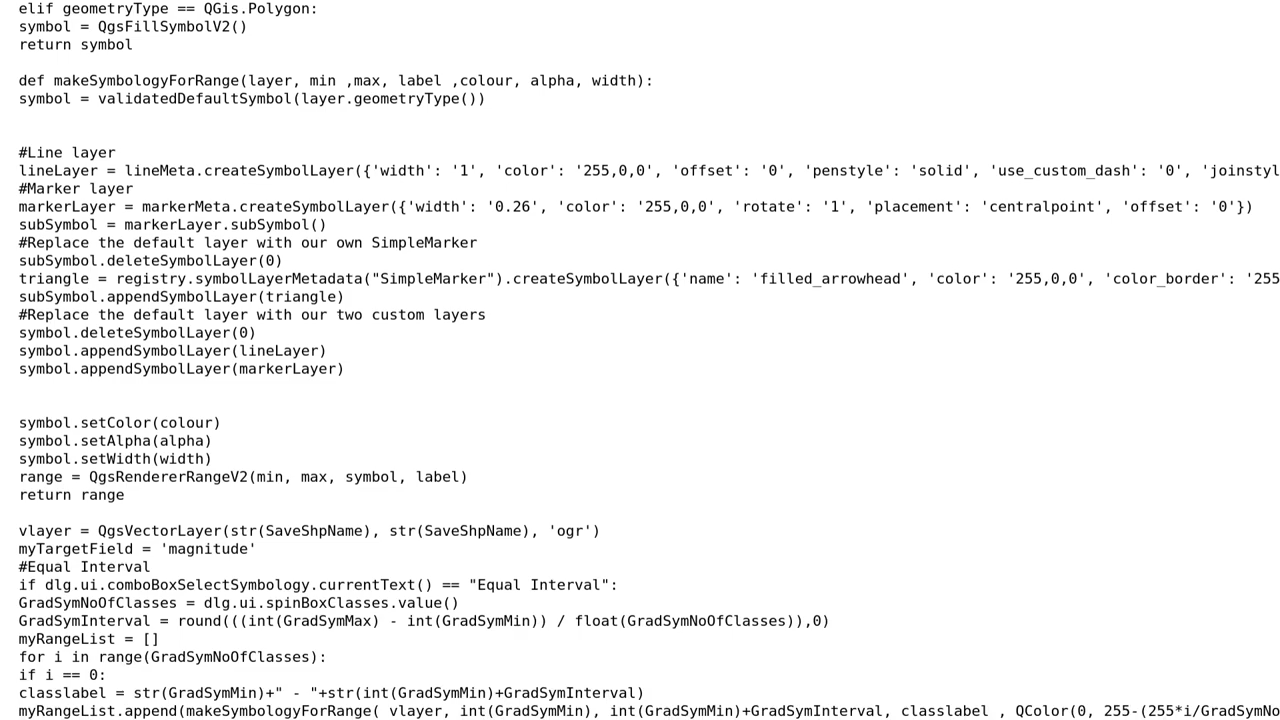 elif geometryType == QGis.Polygon:
symbol = QgsFillSymbolV2()
return symbol
def makeSymbologyForRange(layer, min ,max, label ,colour, alpha, width):
symbol = validatedDefaultSymbol(layer.geometryType())
#Line layer
lineLayer = lineMeta.createSymbolLayer({'width': '1', 'color': '255,0,0', 'offset': '0', 'penstyle': 'solid', 'use_custom_dash': '0', 'joinstyl
#Marker layer
markerLayer = markerMeta.createSymbolLayer({'width': '0.26', 'color': '255,0,0', 'rotate': '1', 'placement': 'centralpoint', 'offset': '0'})
subSymbol = markerLayer.subSymbol()
#Replace the default layer with our own SimpleMarker
subSymbol.deleteSymbolLayer(0)
triangle = registry.symbolLayerMetadata("SimpleMarker").createSymbolLayer({'name': 'filled_arrowhead', 'color': '255,0,0', 'color_border': '255
subSymbol.appendSymbolLayer(triangle)
#Replace the default layer with our two custom layers
symbol.deleteSymbolLayer(0)
symbol.appendSymbolLayer(lineLayer)
symbol.appendSymbolLayer(markerLayer)
symbol.setColor(colour)
symbol.setAlpha(alpha)
symbol.setWidth(width)
range = QgsRendererRangeV2(min, max, symbol, label)
return range
vlayer = QgsVectorLayer(str(SaveShpName), str(SaveShpName), 'ogr')
myTargetField = 'magnitude'
#Equal Interval
if dlg.ui.comboBoxSelectSymbology.currentText() == "Equal Interval":
GradSymNoOfClasses = dlg.ui.spinBoxClasses.value()
GradSymInterval = round(((int(GradSymMax) - int(GradSymMin)) / float(GradSymNoOfClasses)),0)
myRangeList = []
for i in range(GradSymNoOfClasses):
if i == 0:
classlabel = str(GradSymMin)+" - "+str(int(GradSymMin)+GradSymInterval)
myRangeList.append(makeSymbologyForRange( vlayer, int(GradSymMin), int(GradSymMin)+GradSymInterval, classlabel , QColor(0, 255-(255*i/GradSymNo